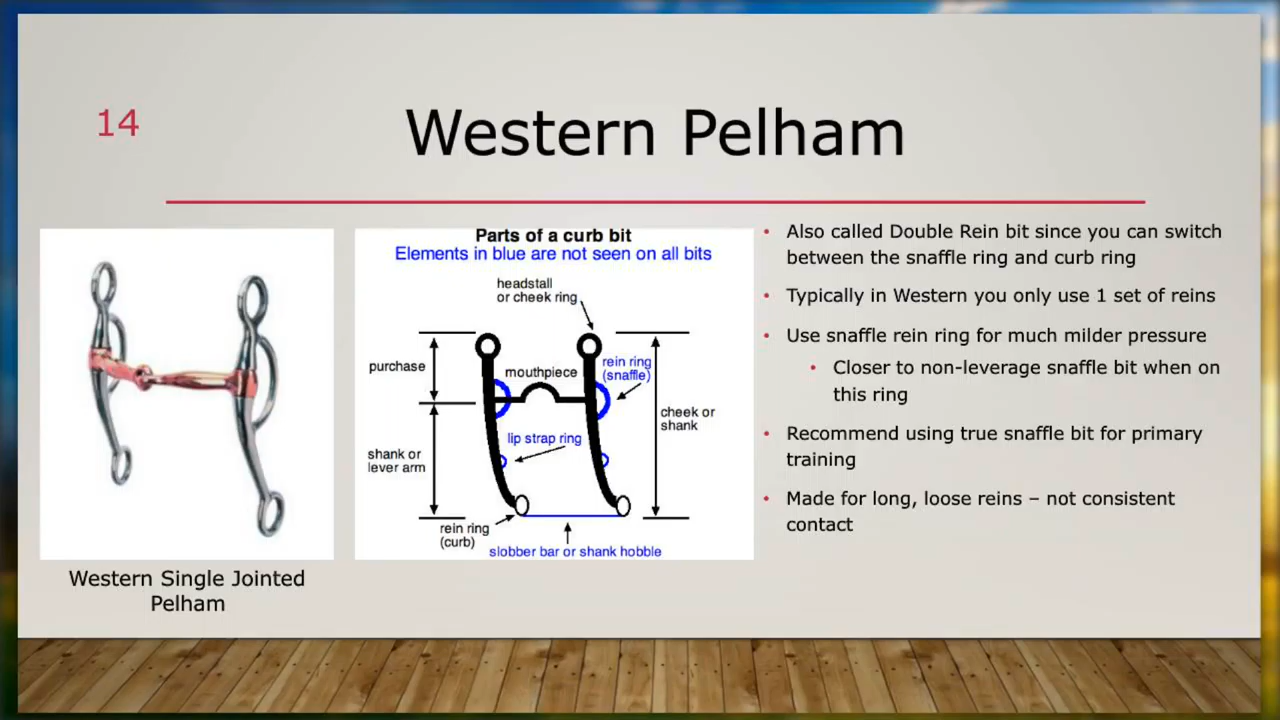 14
Western Pelham
Parts of a curb bit
Elements in blue are not seen on all bits
headstall
or cheek ring
purchase
mouthpiece
rein ring
(snaffle)
cheek or
shank
lip strap ring
shank or
lever arm
rein ring
(curb)
slobber bar or shank hobble
Western Single Jointed
Pelham
• Also called Double Rein bit since you can switch
between the snaffle ring and curb ring
• Typically in Western you only use 1 set of reins
• Use snaffle rein ring for much milder pressure
• Closer to non-leverage snaffle bit when on
this ring
• Recommend using true snaffle bit for primary
training
• Made for long, loose reins – not consistent
contact